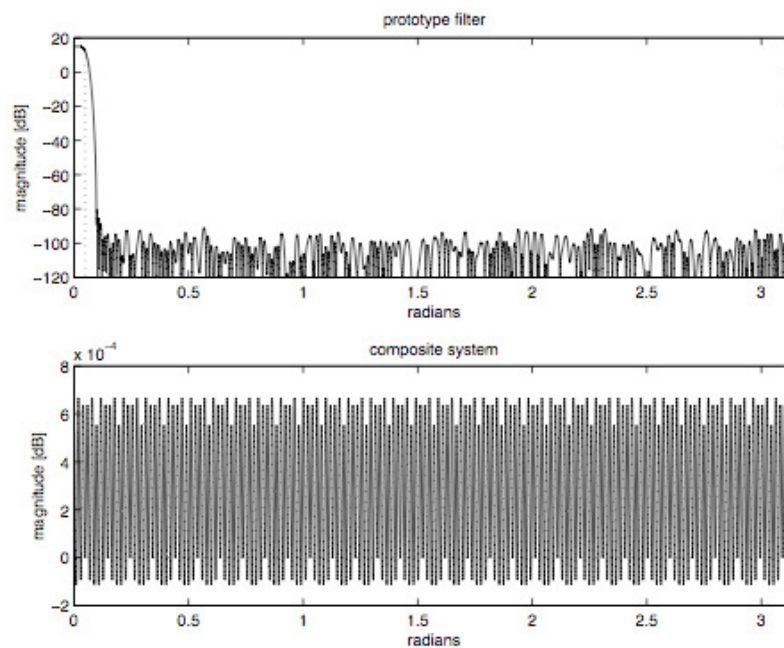 prototype filter
20
0
−20
−40
−60
−80
−100
−120
magnitude [dB]
0 0.5 1 1.5 2 2.5 3
radians
composite system
x 10⁻⁴
8
6
4
2
0
−2
magnitude [dB]
0 0.5 1 1.5 2 2.5 3
radians